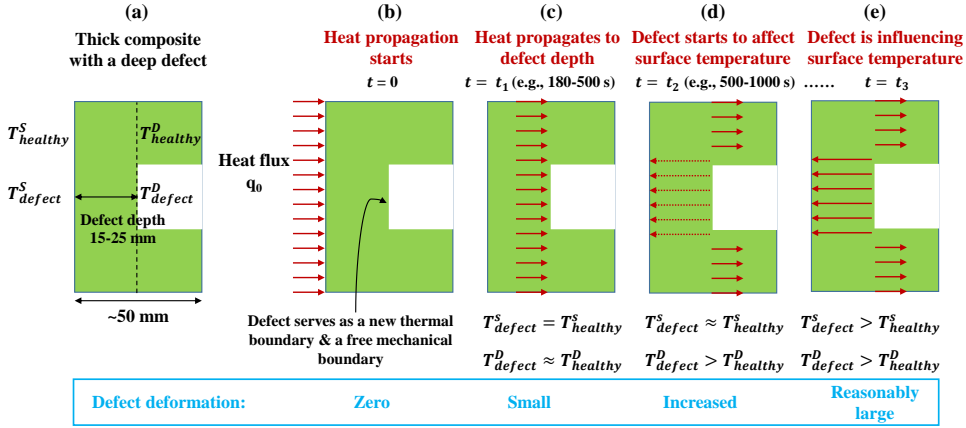 (a)
Thick composite
with a deep defect
(b)
Heat propagation
starts
t = 0
(c)
Heat propagates to
defect depth
t = t₁ (e.g., 180-500 s)
(d)
Defect starts to affect
surface temperature
t = t₂ (e.g., 500-1000 s)
......
(e)
Defect is influencing
surface temperature
t = t₃
T^S_healthy
T^D_healthy
T^S_defect
T^D_defect
Defect depth
15-25 mm
~50 mm
Heat flux
q₀
Defect serves as a new thermal
boundary & a free mechanical
boundary
T^S_defect = T^S_healthy
T^D_defect ≈ T^D_healthy
T^S_defect ≈ T^S_healthy
T^D_defect > T^D_healthy
T^S_defect > T^S_healthy
T^D_defect > T^D_healthy
Defect deformation:
Zero
Small
Increased
Reasonably
large